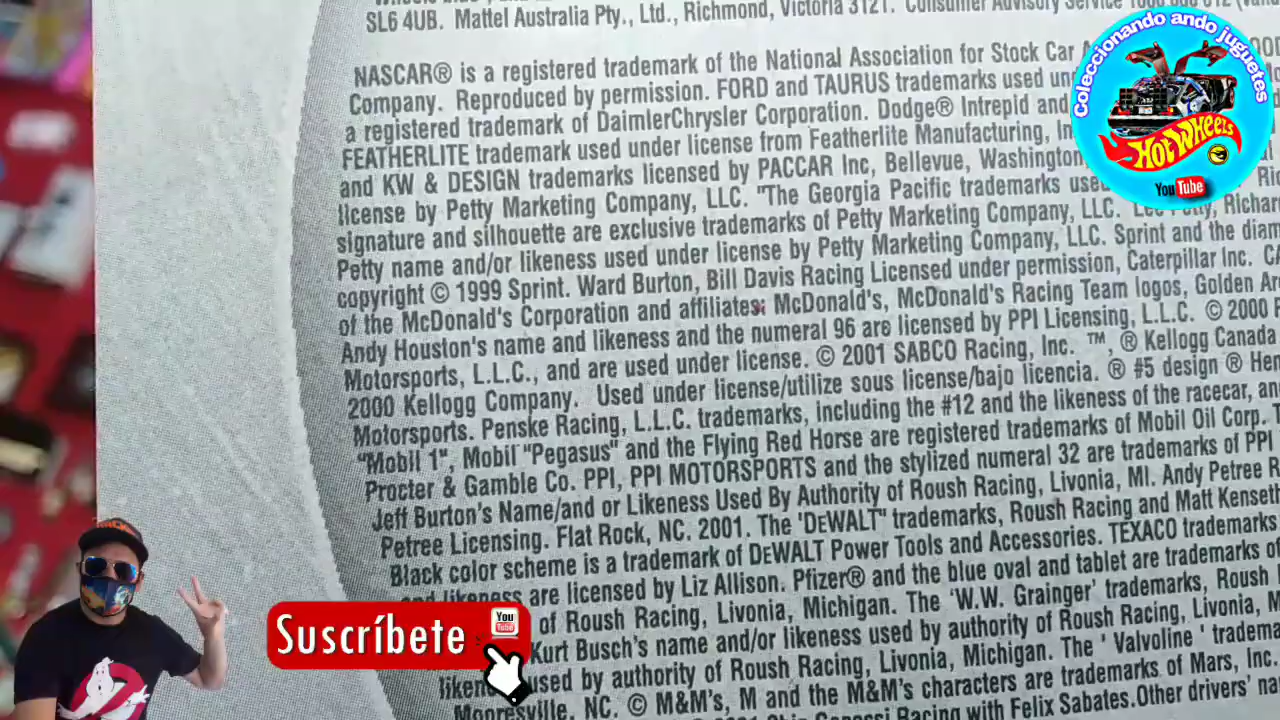 SL6 4UB. Mattel Australia Pty., Ltd., Richmond, Victoria 3121. Consumer Advisory Service
NASCAR® is a registered trademark of the National Association for Stock Car
Company. Reproduced by permission. FORD and TAURUS trademarks used
a registered trademark of DaimlerChrysler Corporation. Dodge® Intrepid and
FEATHERLITE trademark used under license from Featherlite Manufacturing,
and KW & DESIGN trademarks licensed by PACCAR Inc, Bellevue, Washington
license by Petty Marketing Company, LLC. "The Georgia Pacific trademarks
signature and silhouette are exclusive trademarks of Petty Marketing Company, LLC. Lee Petty, Richar
Petty name and/or likeness used under license by Petty Marketing Company, LLC. Sprint and the diam
copyright © 1999 Sprint. Ward Burton, Bill Davis Racing Licensed under permission, Caterpillar Inc.
of the McDonald's Corporation and affiliates: McDonald's, McDonald's Racing Team logos, Golden
Andy Houston's name and likeness and the numeral 96 are licensed by PPI Licensing, L.L.C. © 2000
Motorsports, L.L.C., and are used under license. © 2001 SABCO Racing, Inc. ™, ® Kellogg Canada
2000 Kellogg Company. Used under license/utilize sous license/bajo licencia. ® #5 design ®
Motorsports. Penske Racing, L.L.C. trademarks, including the #12 and the likeness of the racecar,
"Mobil 1", Mobil "Pegasus" and the Flying Red Horse are registered trademarks of Mobil Oil Corp.
Procter & Gamble Co. PPI, PPI MOTORSPORTS and the stylized numeral 32 are trademarks of PPI
Jeff Burton's Name/and or Likeness Used By Authority of Roush Racing, Livonia, MI. Andy Petree
Petree Licensing. Flat Rock, NC. 2001. The 'DEWALT" trademarks, Roush Racing and Matt Kenseth
Black color scheme is a trademark of DEWALT Power Tools and Accessories. TEXACO trademarks
and likeness are licensed by Liz Allison. Pfizer® and the blue oval and tablet are trademarks of
of Roush Racing, Livonia, Michigan. The 'W.W. Grainger' trademarks, Roush
Kurt Busch's name and/or likeness used by authority of Roush Racing, Livonia,
used by authority of Roush Racing, Livonia, Michigan. The ' Valvoline '
Mooresville, NC. © M&M's, M and the M&M's characters are trademarks of Mars, Inc.
Racing with Felix Sabates. Other drivers'
Coleccionando ando juguetes
HOT WHEELS
YouTube
Suscríbete
You
Tube